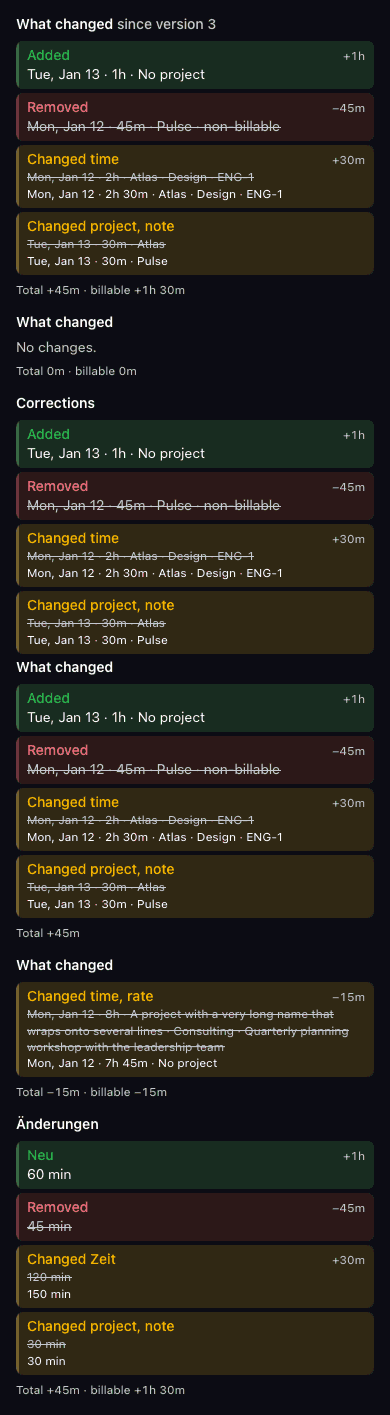 What changed since version 3
Added +1h
Tue, Jan 13 · 1h · No project
Removed −45m
Mon, Jan 12 · 45m · Pulse · non-billable
Changed time +30m
Mon, Jan 12 · 2h · Atlas · Design · ENG-1
Mon, Jan 12 · 2h 30m · Atlas · Design · ENG-1
Changed project, note
Tue, Jan 13 · 30m · Atlas
Tue, Jan 13 · 30m · Pulse
Total +45m · billable +1h 30m
What changed
No changes.
Total 0m · billable 0m
Corrections
Added +1h
Tue, Jan 13 · 1h · No project
Removed −45m
Mon, Jan 12 · 45m · Pulse · non-billable
Changed time +30m
Mon, Jan 12 · 2h · Atlas · Design · ENG-1
Mon, Jan 12 · 2h 30m · Atlas · Design · ENG-1
Changed project, note
Tue, Jan 13 · 30m · Atlas
Tue, Jan 13 · 30m · Pulse
What changed
Added +1h
Tue, Jan 13 · 1h · No project
Removed −45m
Mon, Jan 12 · 45m · Pulse · non-billable
Changed time +30m
Mon, Jan 12 · 2h · Atlas · Design · ENG-1
Mon, Jan 12 · 2h 30m · Atlas · Design · ENG-1
Changed project, note
Tue, Jan 13 · 30m · Atlas
Tue, Jan 13 · 30m · Pulse
Total +45m
What changed
Changed time, rate −15m
Mon, Jan 12 · 8h · A project with a very long name that
wraps onto several lines · Consulting · Quarterly planning
workshop with the leadership team
Mon, Jan 12 · 7h 45m · No project
Total −15m · billable −15m
Änderungen
Neu +1h
60 min
Removed −45m
45 min
Changed Zeit +30m
120 min
150 min
Changed project, note
30 min
30 min
Total +45m · billable +1h 30m